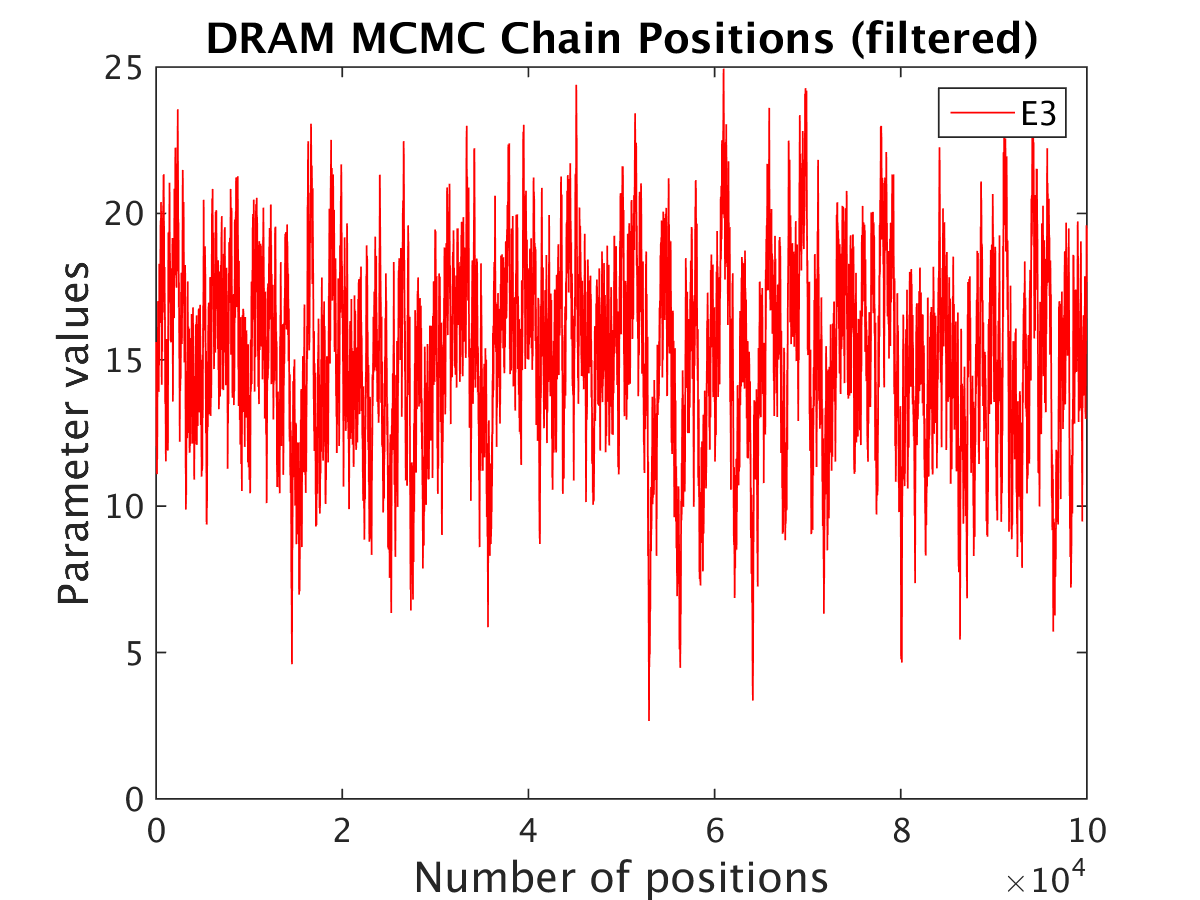 DRAM MCMC Chain Positions (filtered)
25
E3
20
15
10
5
0
Parameter values
0 2 4 6 8 10
Number of positions
×10^4